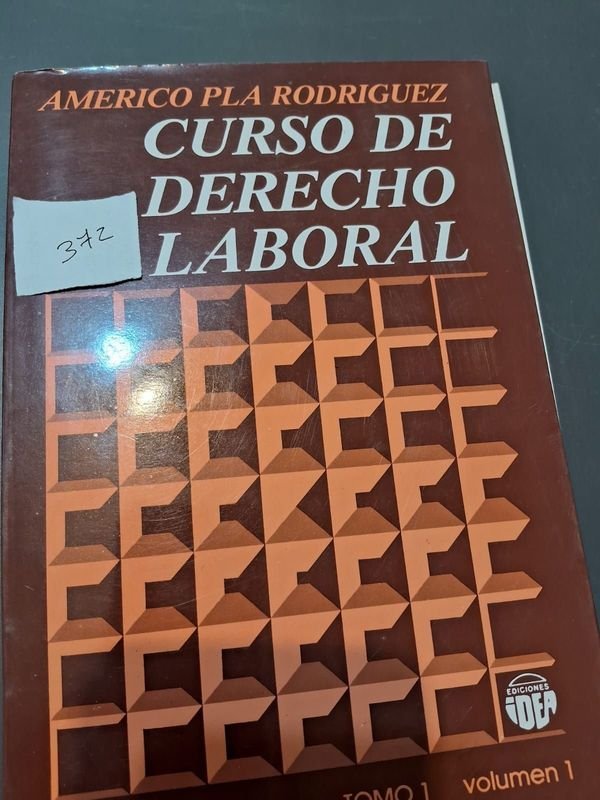 AMERICO PLA RODRIGUEZ
CURSO DE
DERECHO
LABORAL
372
EDICIONES
IDEA
TOMO 1 volumen 1